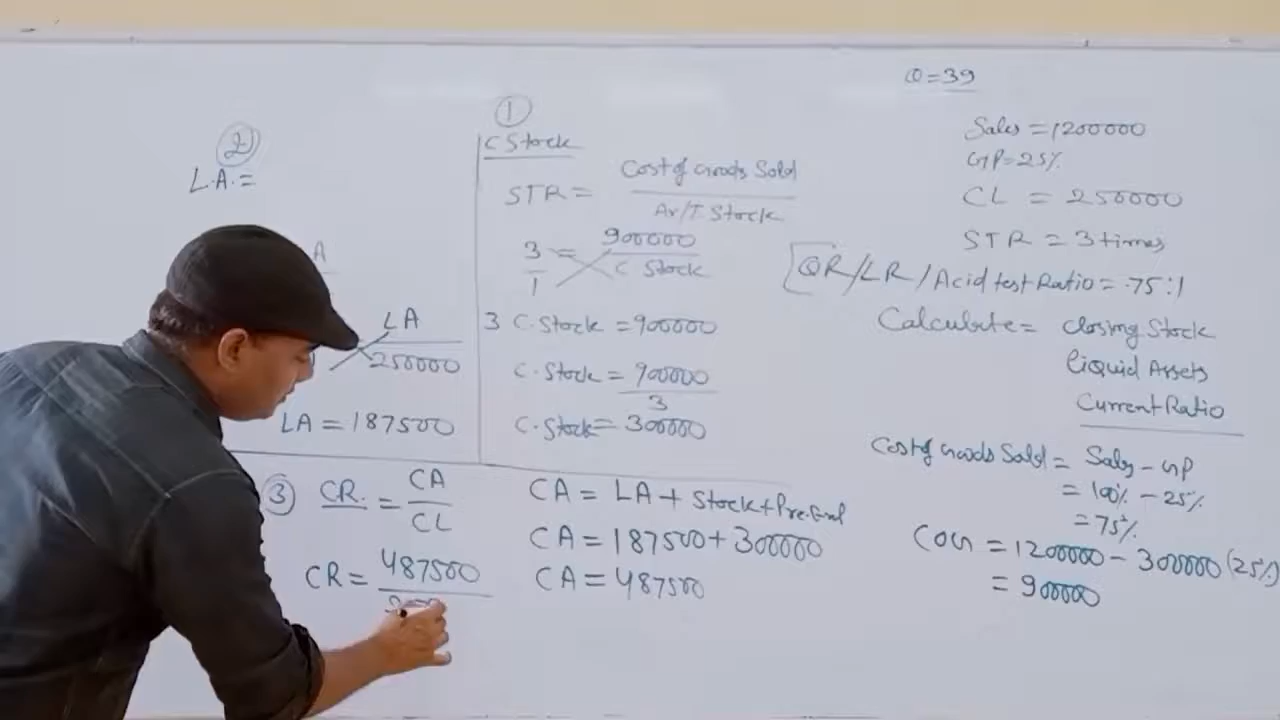 Q=39
Sales = 1200000
GP=25%
CL = 250000
STR = 3 times
QR/LR/Acid test Ratio = .75:1
Calculate = Closing Stock
Liquid Assets
Current Ratio
Cost of Goods Sold = Sales - GP
= 100% - 25%
= 75%
COG = 1200000 - 300000 (25%)
= 900000
①
C Stock
STR = Cost of Goods Sold
Av/T Stock
3 = 900000
1 C Stock
3 C.Stock = 900000
C.Stock = 900000
3
C.Stock = 300000
②
L.A. =
A
LA
250000
LA = 187500
③ CR. = CA
CL
CR = 487500
CA = LA + Stock + Pre.
CA = 187500 + 300000
CA = 487500